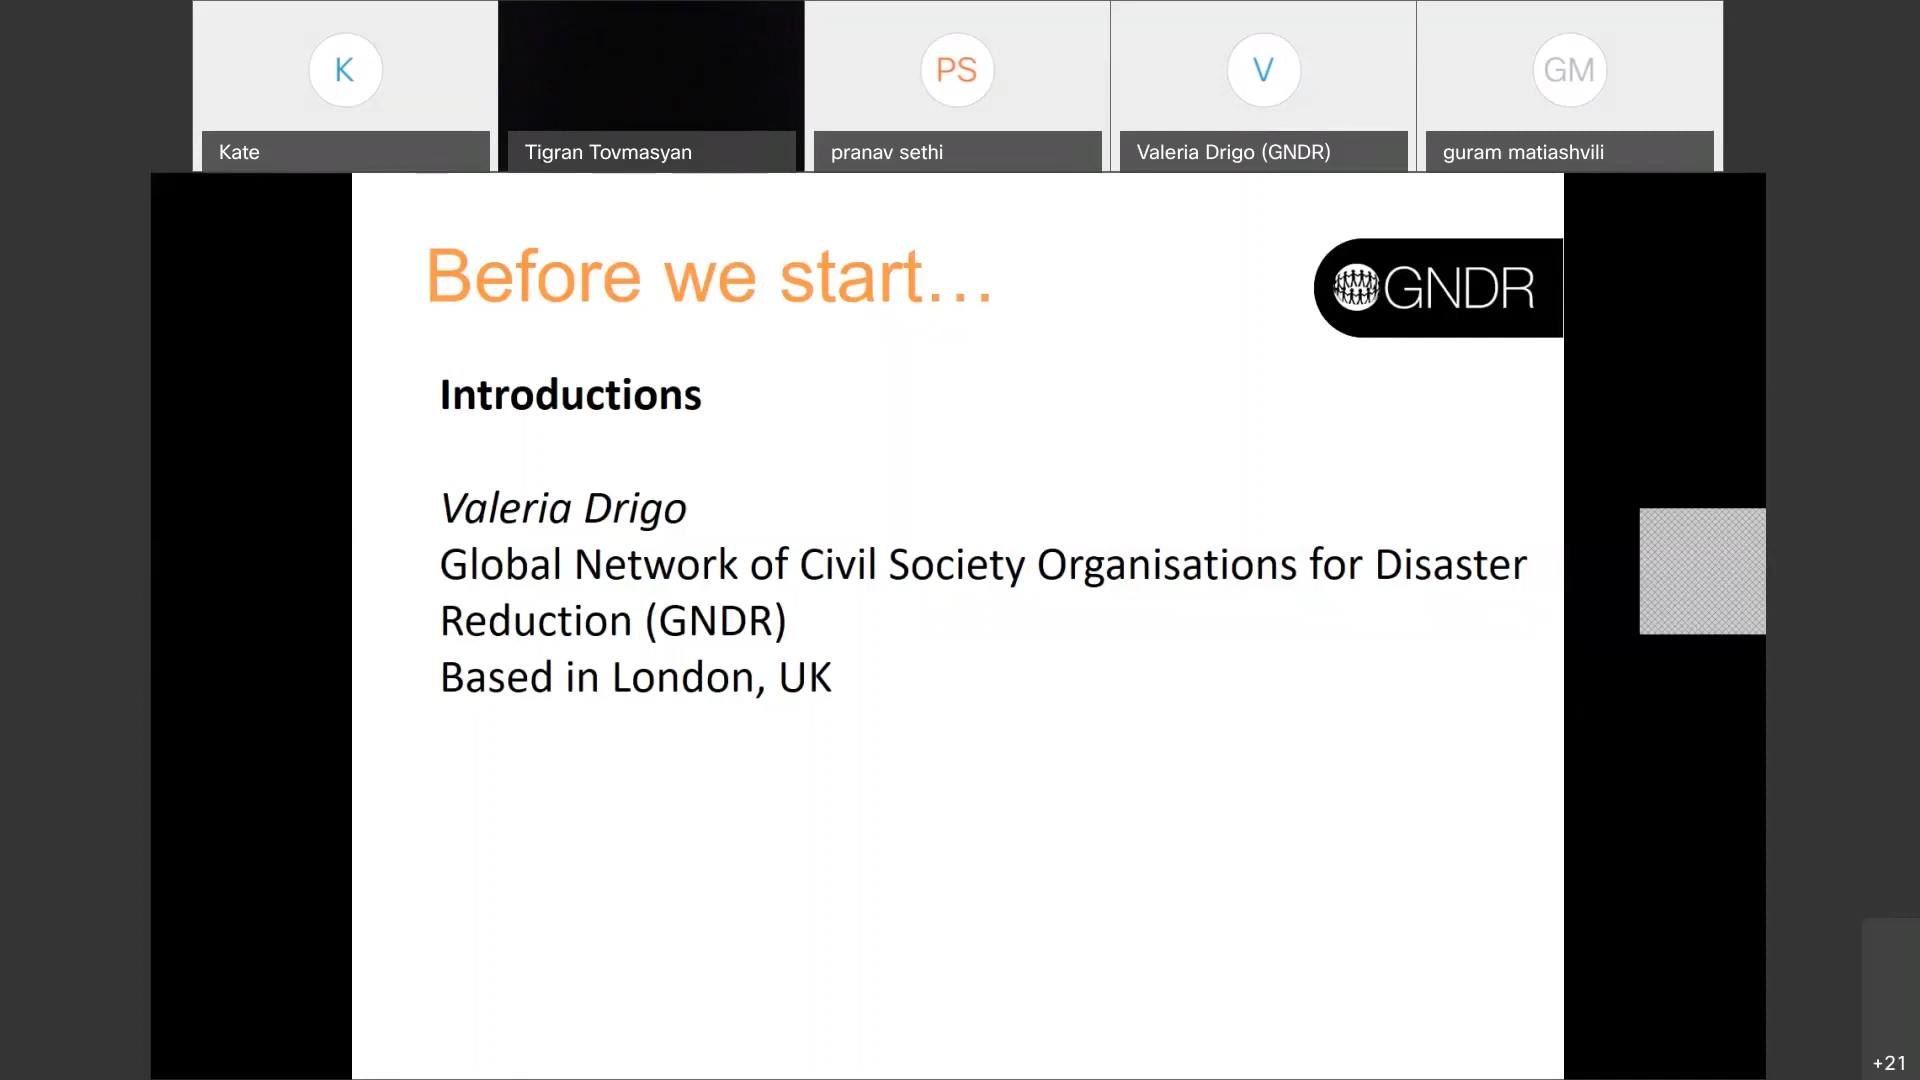 K
PS
V
GM
Kate
Tigran Tovmasyan
pranav sethi
Valeria Drigo (GNDR)
guram matiashvili
Before we start...
GNDR
Introductions
Valeria Drigo
Global Network of Civil Society Organisations for Disaster
Reduction (GNDR)
Based in London, UK
+21